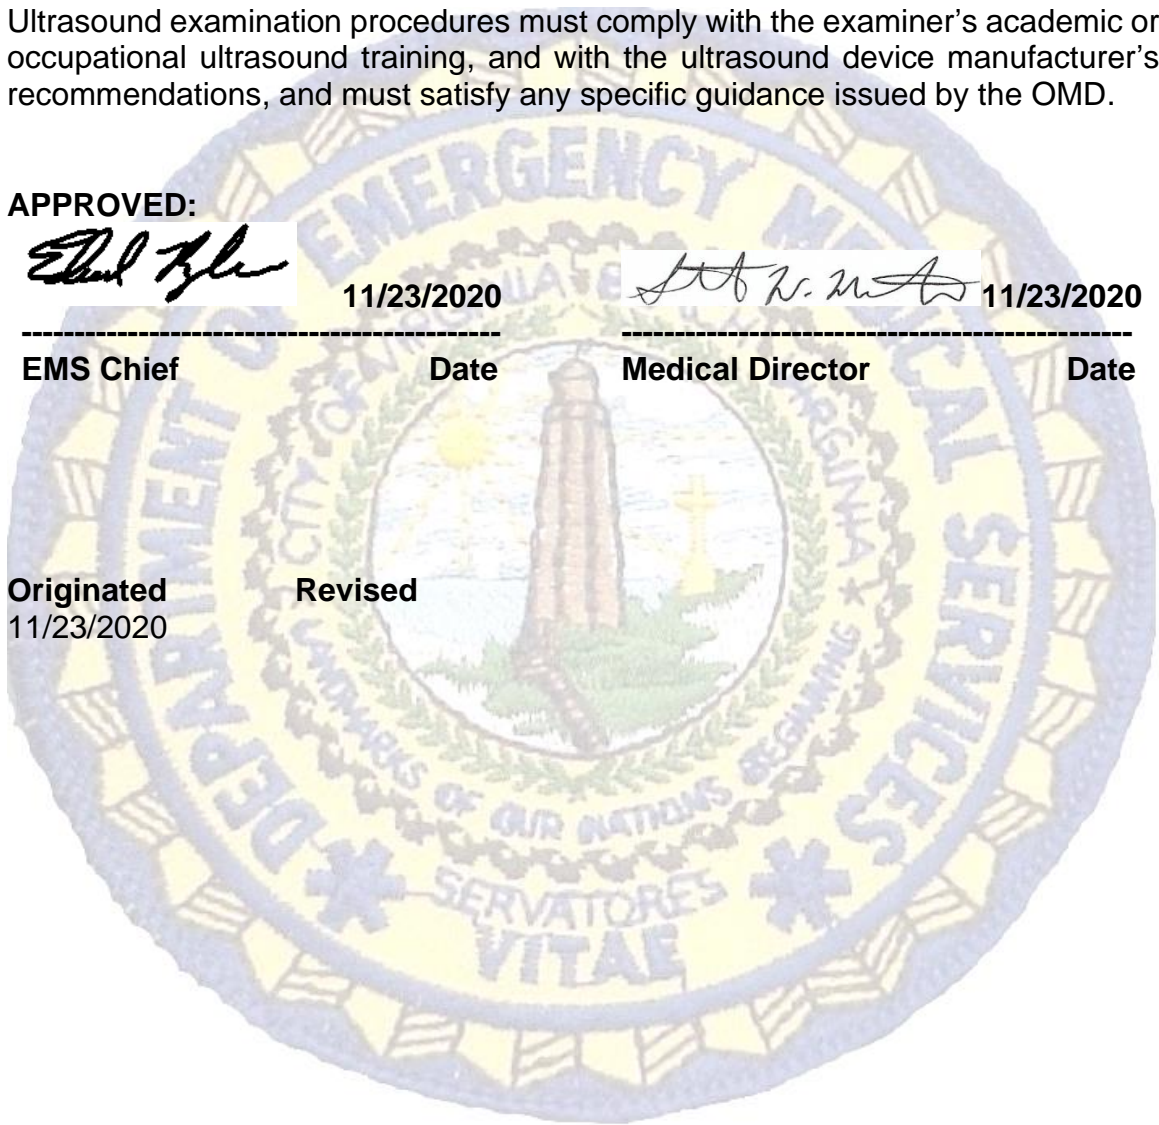 Ultrasound examination procedures must comply with the examiner’s academic or
occupational ultrasound training, and with the ultrasound device manufacturer’s
recommendations, and must satisfy any specific guidance issued by the OMD.
APPROVED:
11/23/2020 11/23/2020
----------------------------------------------- --------------------------------------------------
EMS Chief Date Medical Director Date
Originated Revised
11/23/2020
DEPARTMENT OF EMERGENCY MEDICAL SERVICES
CITY OF VIRGINIA BEACH, VIRGINIA
LANDMARKS OF OUR NATIONS BEGINNING
SERVATORES
VITAE